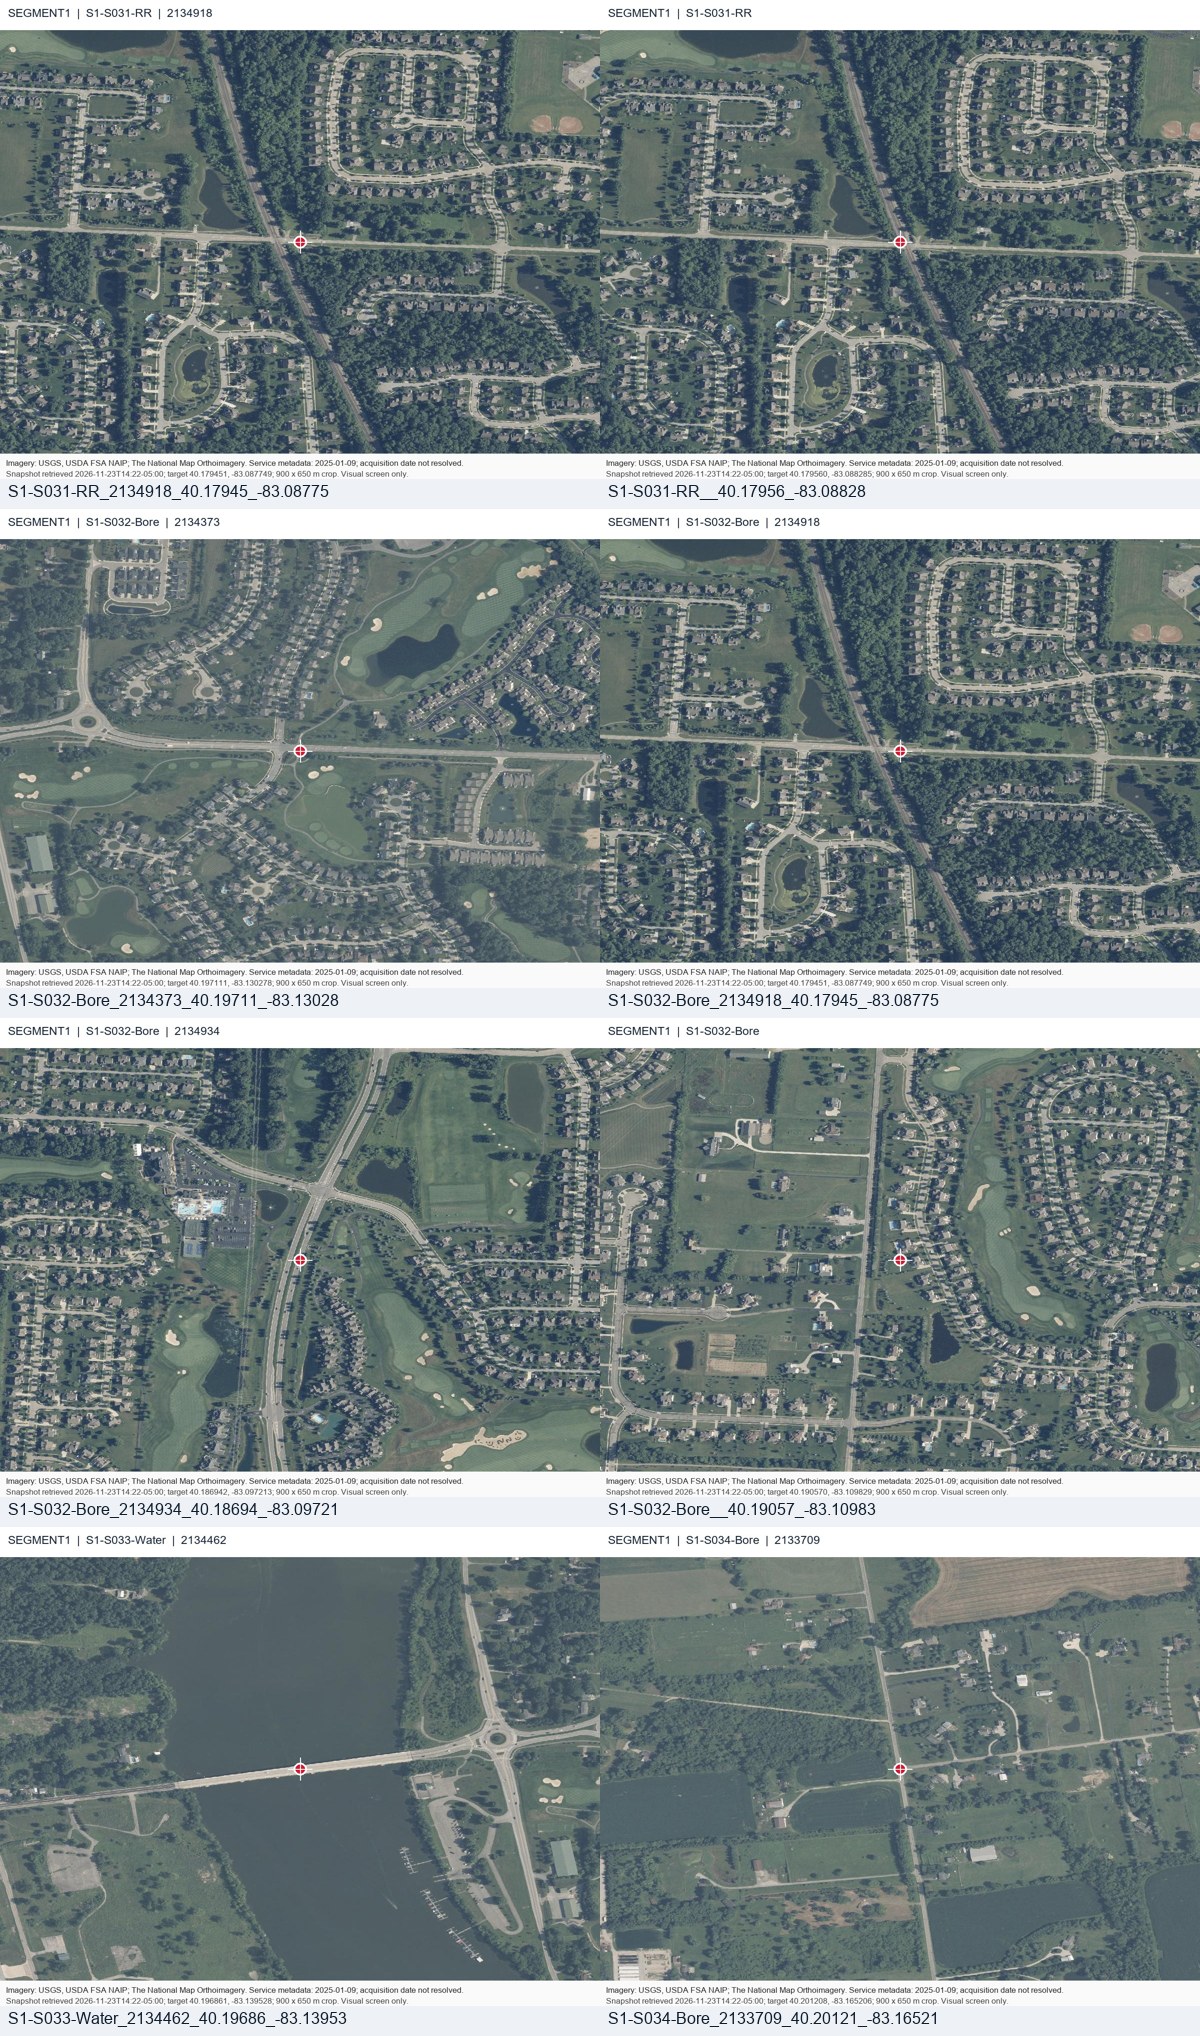 SEGMENT1 | S1-S031-RR | 2134918
SEGMENT1 | S1-S031-RR
Imagery: USGS, USDA FSA NAIP; The National Map Orthoimagery. Service metadata: 2025-01-09; acquisition date not resolved.
Snapshot retrieved 2026-11-23T14:22-05:00; target 40.179451, -83.087749; 900 x 650 m crop. Visual screen only.
S1-S031-RR_2134918_40.17945_-83.08775
Imagery: USGS, USDA FSA NAIP; The National Map Orthoimagery. Service metadata: 2025-01-09; acquisition date not resolved.
Snapshot retrieved 2026-11-23T14:22-05:00; target 40.179560, -83.088285; 900 x 650 m crop. Visual screen only.
S1-S031-RR__40.17956_-83.08828
SEGMENT1 | S1-S032-Bore | 2134373
SEGMENT1 | S1-S032-Bore | 2134918
Imagery: USGS, USDA FSA NAIP; The National Map Orthoimagery. Service metadata: 2025-01-09; acquisition date not resolved.
Snapshot retrieved 2026-11-23T14:22-05:00; target 40.197111, -83.130278; 900 x 650 m crop. Visual screen only.
S1-S032-Bore_2134373_40.19711_-83.13028
Imagery: USGS, USDA FSA NAIP; The National Map Orthoimagery. Service metadata: 2025-01-09; acquisition date not resolved.
Snapshot retrieved 2026-11-23T14:22-05:00; target 40.179451, -83.087749; 900 x 650 m crop. Visual screen only.
S1-S032-Bore_2134918_40.17945_-83.08775
SEGMENT1 | S1-S032-Bore | 2134934
SEGMENT1 | S1-S032-Bore
Imagery: USGS, USDA FSA NAIP; The National Map Orthoimagery. Service metadata: 2025-01-09; acquisition date not resolved.
Snapshot retrieved 2026-11-23T14:22-05:00; target 40.186942, -83.097213; 900 x 650 m crop. Visual screen only.
S1-S032-Bore_2134934_40.18694_-83.09721
Imagery: USGS, USDA FSA NAIP; The National Map Orthoimagery. Service metadata: 2025-01-09; acquisition date not resolved.
Snapshot retrieved 2026-11-23T14:22-05:00; target 40.190570, -83.109829; 900 x 650 m crop. Visual screen only.
S1-S032-Bore__40.19057_-83.10983
SEGMENT1 | S1-S033-Water | 2134462
SEGMENT1 | S1-S034-Bore | 2133709
Imagery: USGS, USDA FSA NAIP; The National Map Orthoimagery. Service metadata: 2025-01-09; acquisition date not resolved.
Snapshot retrieved 2026-11-23T14:22-05:00; target 40.196861, -83.139528; 900 x 650 m crop. Visual screen only.
S1-S033-Water_2134462_40.19686_-83.13953
Imagery: USGS, USDA FSA NAIP; The National Map Orthoimagery. Service metadata: 2025-01-09; acquisition date not resolved.
Snapshot retrieved 2026-11-23T14:22-05:00; target 40.201208, -83.165206; 900 x 650 m crop. Visual screen only.
S1-S034-Bore_2133709_40.20121_-83.16521